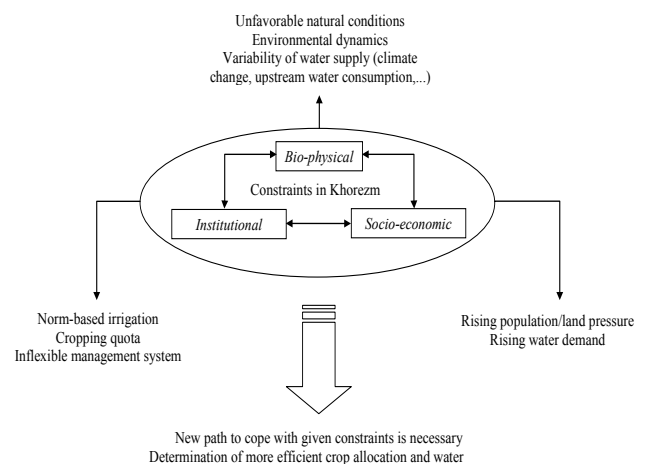 Unfavorable natural conditions
Environmental dynamics
Variability of water supply (climate
change, upstream water consumption,...)
Bio-physical
Constraints in Khorezm
Institutional
Socio-economic
Norm-based irrigation
Cropping quota
Inflexible management system
Rising population/land pressure
Rising water demand
New path to cope with given constraints is necessary
Determination of more efficient crop allocation and water